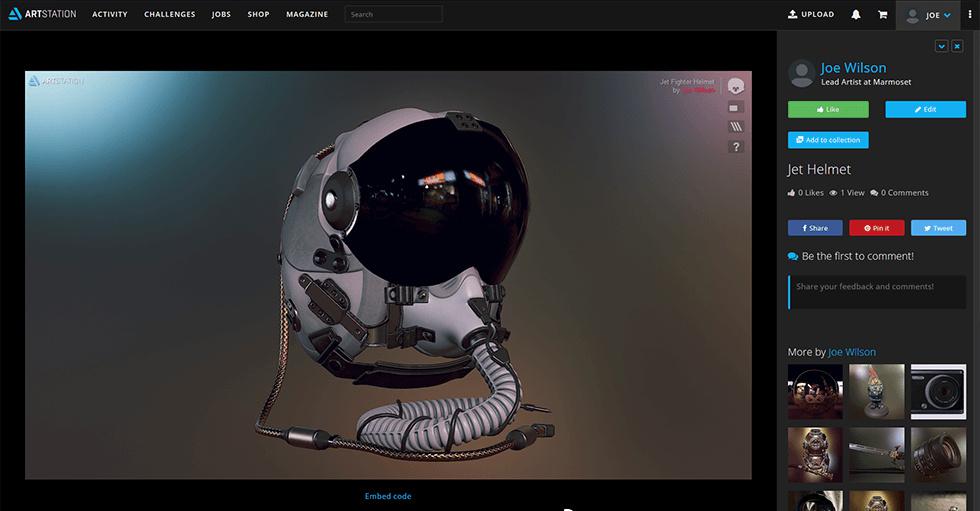 ARTSTATION ACTIVITY CHALLENGES JOBS SHOP MAGAZINE Search UPLOAD JOE
ARTSTATION
Jet Fighter Helmet
by Joe Wilson
?
Embed code
Joe Wilson
Lead Artist at Marmoset
Like Edit
Add to collection
Jet Helmet
0 Likes 1 View 0 Comments
Share Pin it Tweet
Be the first to comment!
Share your feedback and comments!
More by Joe Wilson